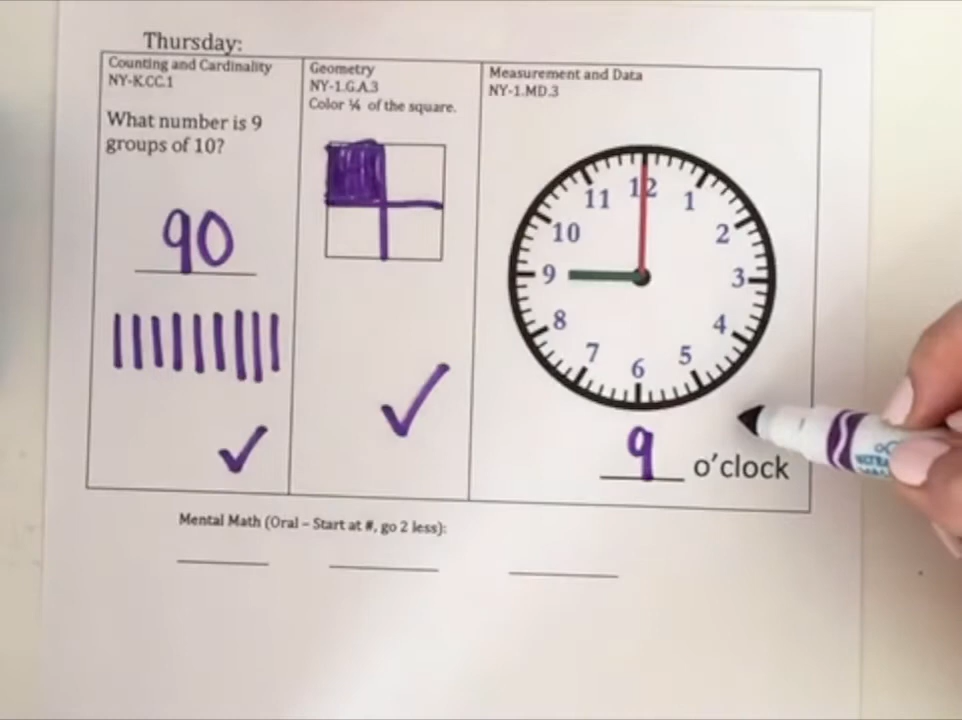 Thursday:
Counting and Cardinality
NY-K.CC.1
What number is 9
groups of 10?
90
Geometry
NY-1.G.A.3
Color ¼ of the square.
Measurement and Data
NY-1.MD.3
12
11
1
10
2
9
3
8
4
7
5
6
9 o'clock
Mental Math (Oral – Start at #, go 2 less):